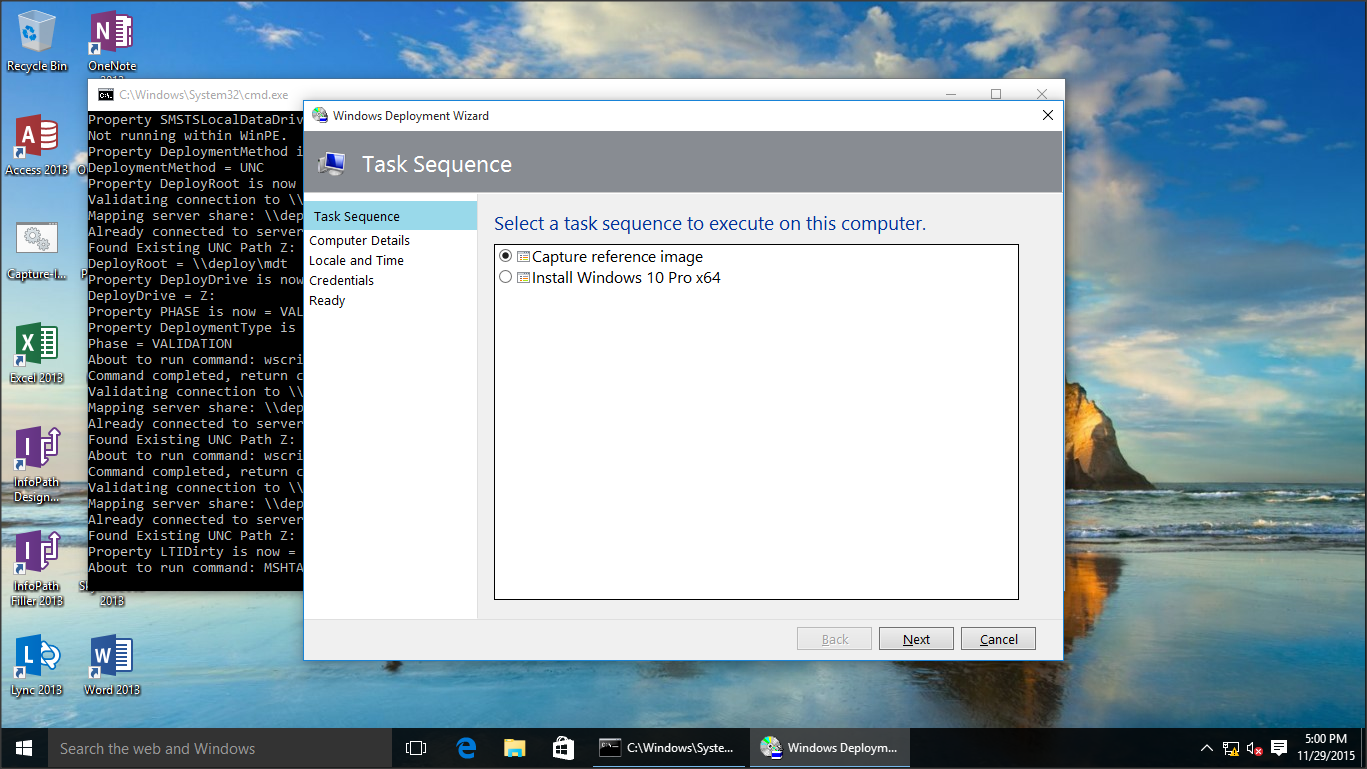 Recycle Bin
OneNote
2013
Access 2013
Capture-I...
Excel 2013
InfoPath
Design...
InfoPath
Filler 2013
2013
Lync 2013
Word 2013
C:\Windows\System32\cmd.exe
Property SMSTSLocalDataDriv
Not running within WinPE.
Property DeploymentMethod i
DeploymentMethod = UNC
Property DeployRoot is now
Validating connection to \\
Mapping server share: \\dep
Already connected to server
Found Existing UNC Path Z:
DeployRoot = \\deploy\mdt
Property DeployDrive is now
DeployDrive = Z:
Property PHASE is now = VAL
Property DeploymentType is
Phase = VALIDATION
About to run command: wscri
Command completed, return c
Validating connection to \\
Mapping server share: \\dep
Already connected to server
Found Existing UNC Path Z:
About to run command: wscri
Command completed, return c
Validating connection to \\
Mapping server share: \\dep
Already connected to server
Found Existing UNC Path Z:
Property LTIDirty is now =
About to run command: MSHTA
Windows Deployment Wizard
Task Sequence
Task Sequence
Computer Details
Locale and Time
Credentials
Ready
Select a task sequence to execute on this computer.
Capture reference image
Install Windows 10 Pro x64
Back
Next
Cancel
Search the web and Windows
C:\Windows\Syste...
Windows Deploym...
5:00 PM
11/29/2015